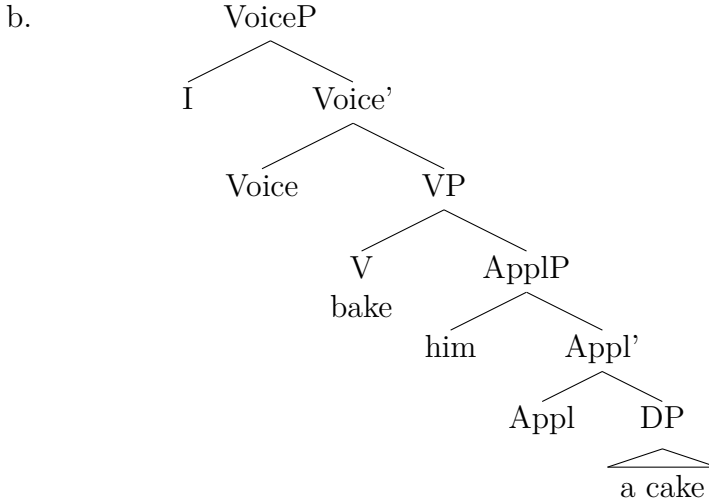 b. VoiceP
I Voice'
Voice VP
V ApplP
bake
him Appl'
Appl DP
a cake